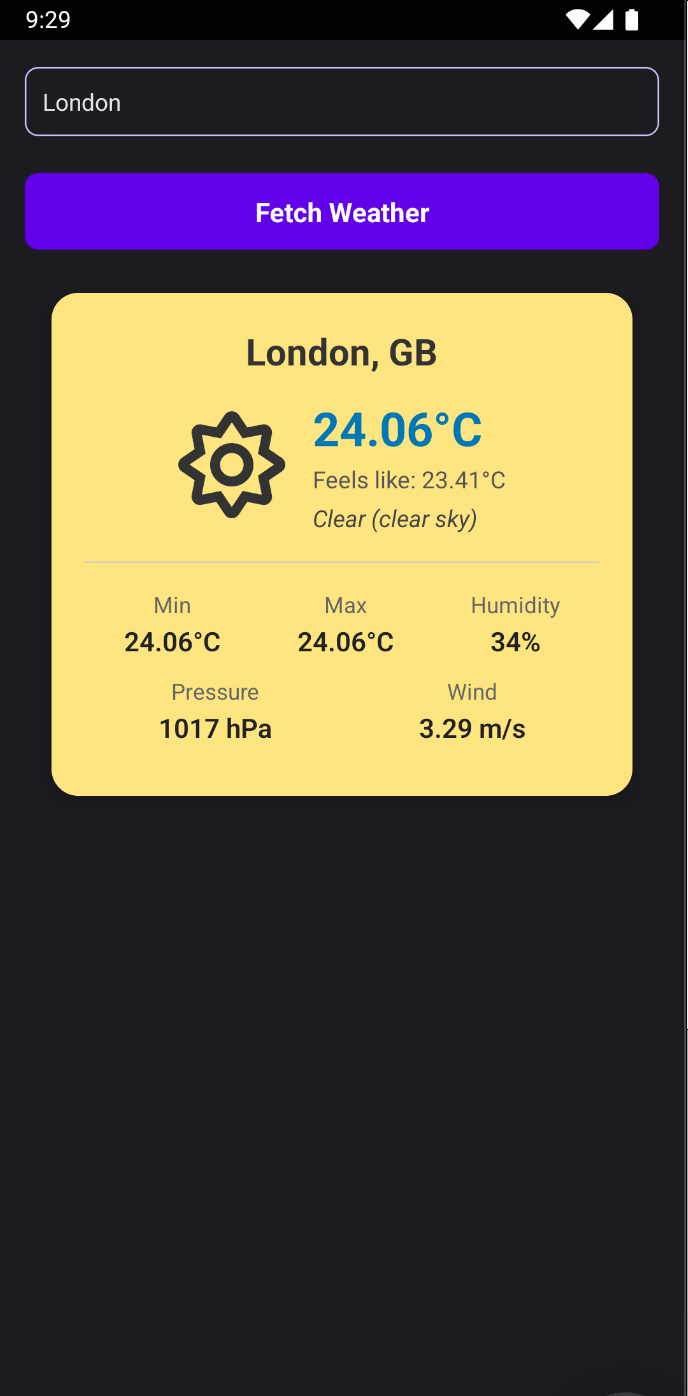 9:29
London
Fetch Weather
London, GB
24.06°C
Feels like: 23.41°C
Clear (clear sky)
Min Max Humidity
24.06°C 24.06°C 34%
Pressure Wind
1017 hPa 3.29 m/s